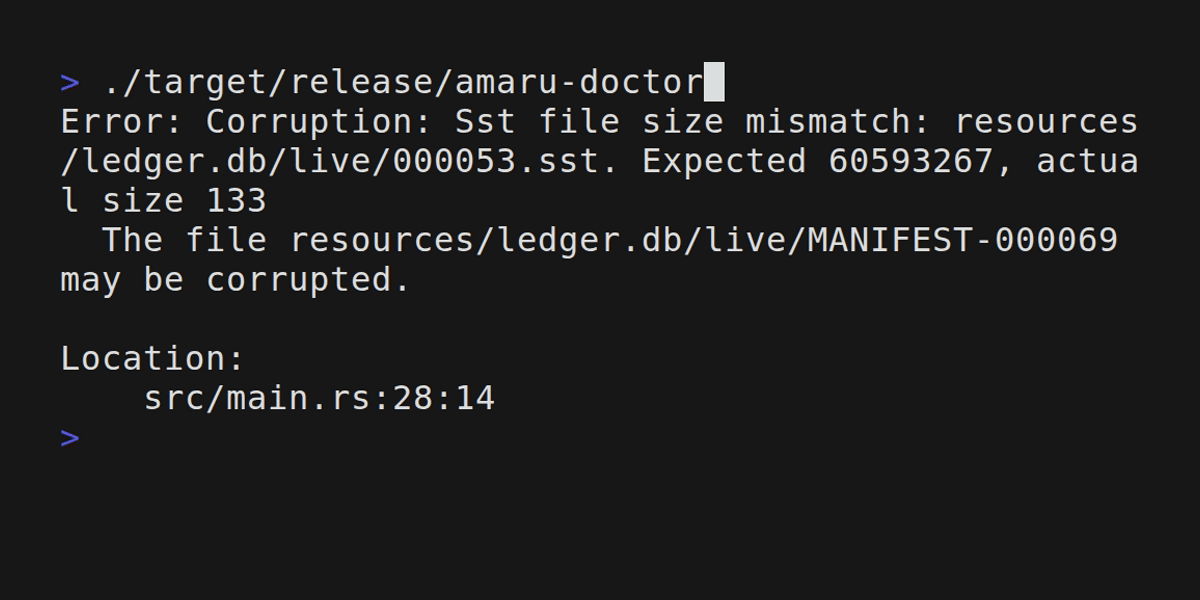 > ./target/release/amaru-doctor
Error: Corruption: Sst file size mismatch: resources
/ledger.db/live/000053.sst. Expected 60593267, actua
l size 133
  The file resources/ledger.db/live/MANIFEST-000069
may be corrupted.

Location:
    src/main.rs:28:14
>